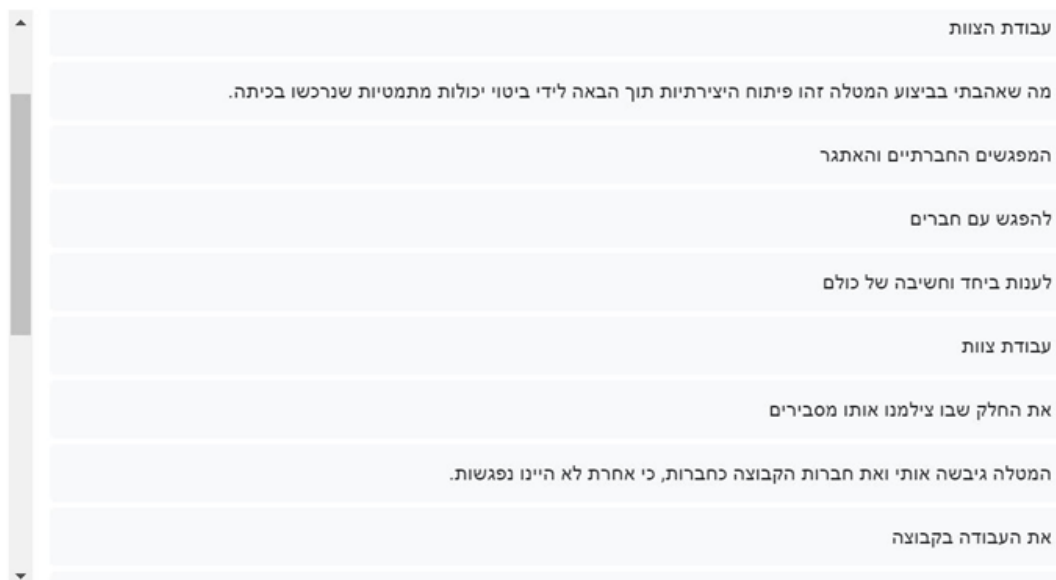 עבודת הצוות
מה שאהבתי בביצוע המטלה זהו פיתוח היצירתיות תוך הבאה לידי ביטוי יכולות מתמטיות שנרכשו בכיתה.
המפגשים החברתיים והאתגר
להפגש עם חברים
לענות ביחד וחשיבה של כולם
עבודת צוות
את החלק שבו צילמנו אותו מסבירים
המטלה גיבשה אותי ואת חברות הקבוצה כחברות, כי אחרת לא היינו נפגשות.
את העבודה בקבוצה